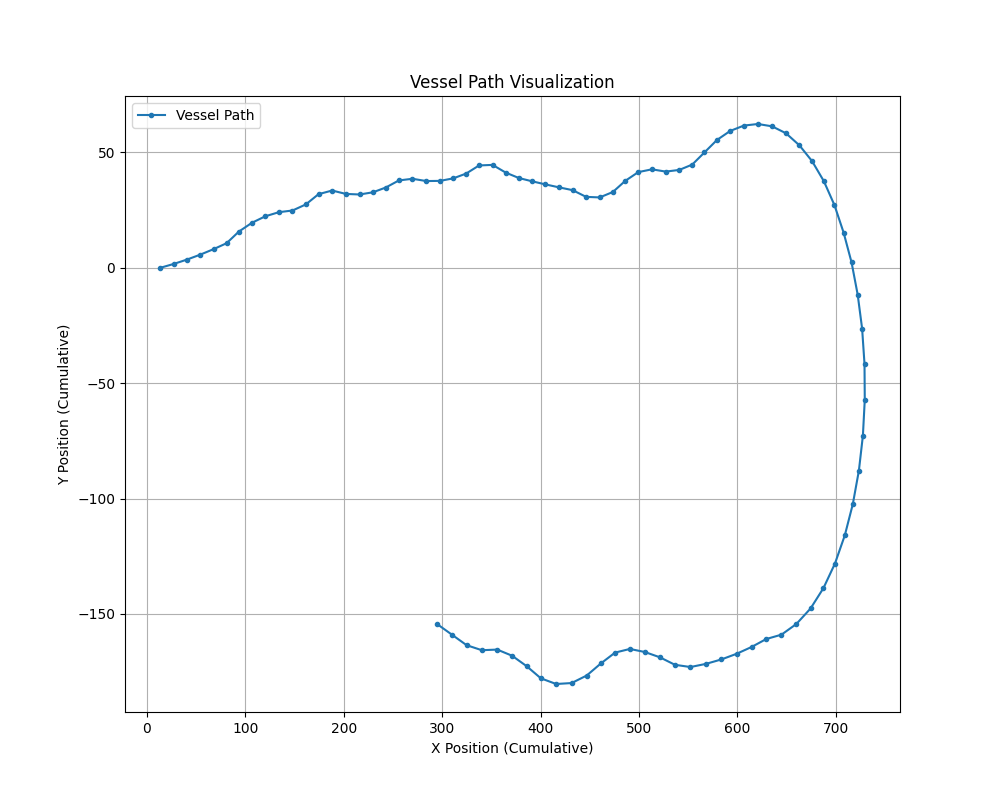 Vessel Path Visualization
Vessel Path
50
0
−50
−100
−150
Y Position (Cumulative)
0 100 200 300 400 500 600 700
X Position (Cumulative)